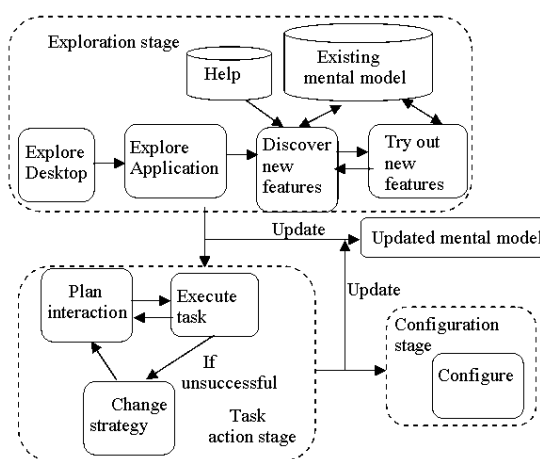 Exploration stage
Help
Existing
mental model
Explore
Desktop
Explore
Application
Discover
new
features
Try out
new
features
Update
Updated mental model
Plan
interaction
Execute
task
If
unsuccessful
Change
strategy
Task
action stage
Update
Configuration
stage
Configure